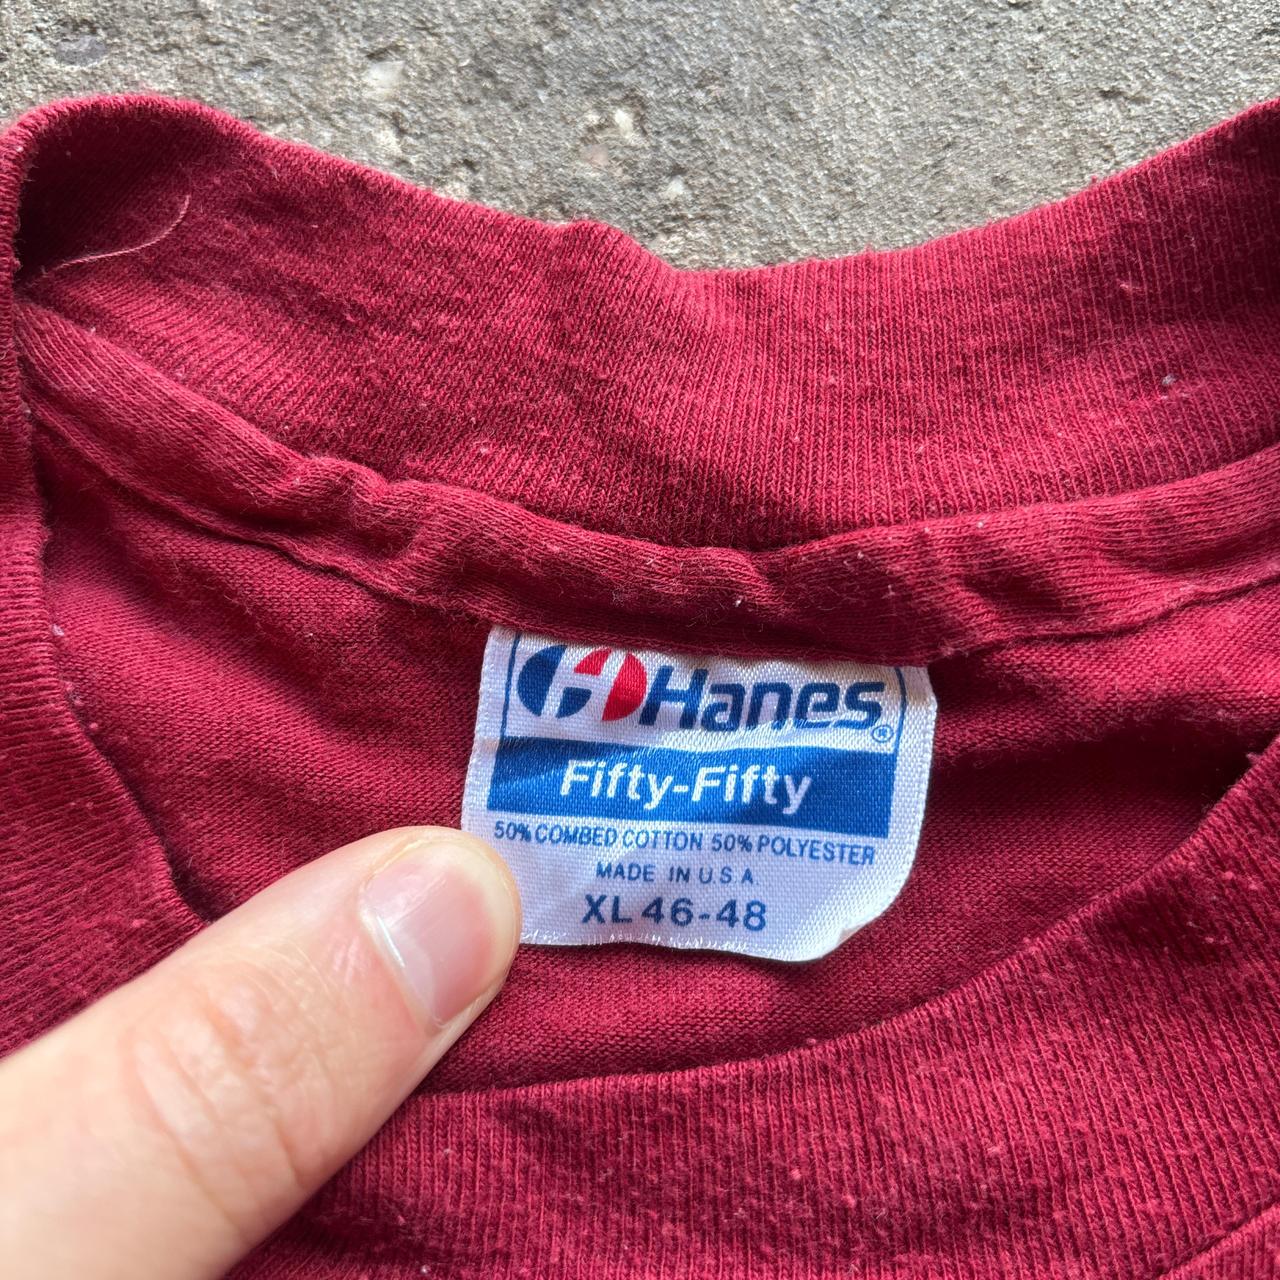 Hanes®
Fifty-Fifty
50% COMBED COTTON 50% POLYESTER
MADE IN U.S.A.
XL 46-48